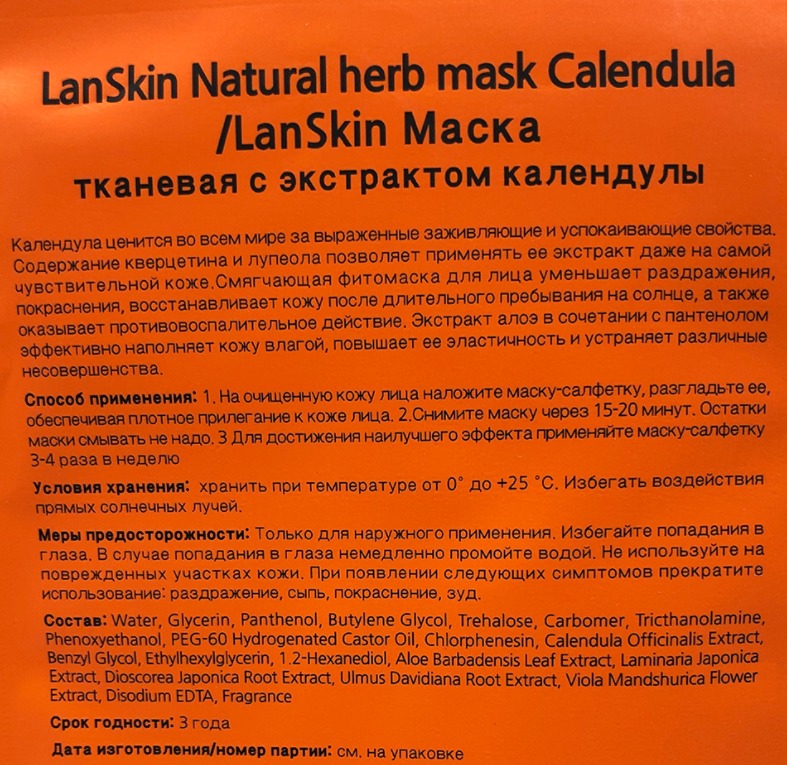 LanSkin Natural herb mask Calendula
/LanSkin Маска
тканевая с экстрактом календулы
Календула ценится во всем мире за выраженные заживляющие и успокаивающие свойства.
Содержание кверцетина и лупеола позволяет применять ее экстракт даже на самой
чувствительной коже.Смягчающая фитомаска для лица уменьшает раздражения,
покраснения, восстанавливает кожу после длительного пребывания на солнце, а также
оказывает противовоспалительное действие. Экстракт алоэ в сочетании с пантенолом
эффективно наполняет кожу влагой, повышает ее эластичность и устраняет различные
несовершенства.
Способ применения: 1. На очищенную кожу лица наложите маску-салфетку, разгладьте ее,
обеспечивая плотное прилегание к коже лица. 2.Снимите маску через 15-20 минут. Остатки
маски смывать не надо. 3 Для достижения наилучшего эффекта применяйте маску-салфетку
3-4 раза в неделю
Условия хранения: хранить при температуре от 0° до +25 °С. Избегать воздействия
прямых солнечных лучей.
Меры предосторожности: Только для наружного применения. Избегайте попадания в
глаза. В случае попадания в глаза немедленно промойте водой. Не используйте на
поврежденных участках кожи. При появлении следующих симптомов прекратите
использование: раздражение, сыпь, покраснение, зуд.
Состав: Water, Glycerin, Panthenol, Butylene Glycol, Trehalose, Carbomer, Tricthanolamine,
Phenoxyethanol, PEG-60 Hydrogenated Castor Oil, Chlorphenesin, Calendula Officinalis Extract,
Benzyl Glycol, Ethylhexylglycerin, 1.2-Hexanediol, Aloe Barbadensis Leaf Extract, Laminaria Japonica
Extract, Dioscorea Japonica Root Extract, Ulmus Davidiana Root Extract, Viola Mandshurica Flower
Extract, Disodium EDTA, Fragrance
Срок годности: 3 года
Дата изготовления/номер партии: см. на упаковке